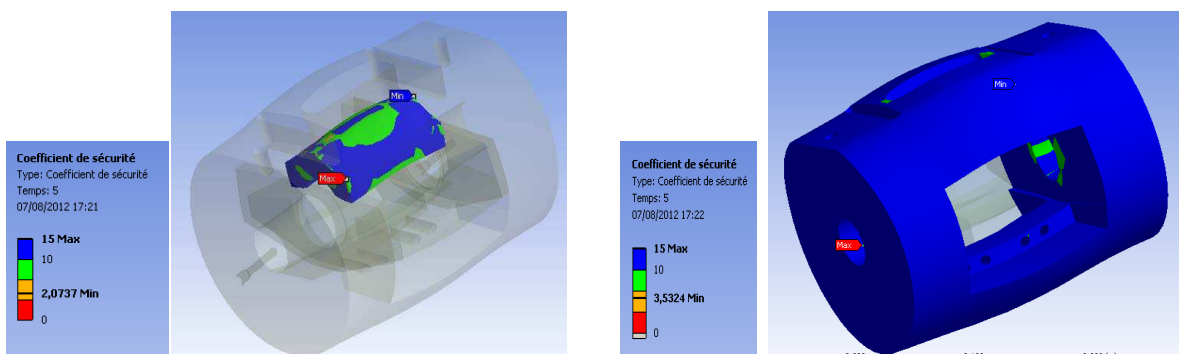 Coefficient de sécurité
Type: Coefficient de sécurité
Temps: 5
07/08/2012 17:21
15 Max
10
2,0737 Min
0
Min
Max
Coefficient de sécurité
Type: Coefficient de sécurité
Temps: 5
07/08/2012 17:22
15 Max
10
3,5324 Min
0
Min
Max